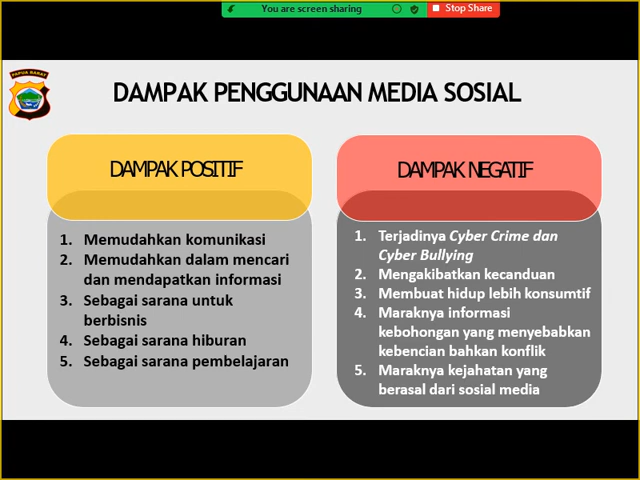 You are screen sharing
Stop Share
PAPUA BARAT
DAMPAK PENGGUNAAN MEDIA SOSIAL
DAMPAK POSITIF
1. Memudahkan komunikasi
2. Memudahkan dalam mencari
dan mendapatkan informasi
3. Sebagai sarana untuk
berbisnis
4. Sebagai sarana hiburan
5. Sebagai sarana pembelajaran
DAMPAK NEGATIF
1. Terjadinya Cyber Crime dan
Cyber Bullying
2. Mengakibatkan kecanduan
3. Membuat hidup lebih konsumtif
4. Maraknya informasi
kebohongan yang menyebabkan
kebencian bahkan konflik
5. Maraknya kejahatan yang
berasal dari sosial media